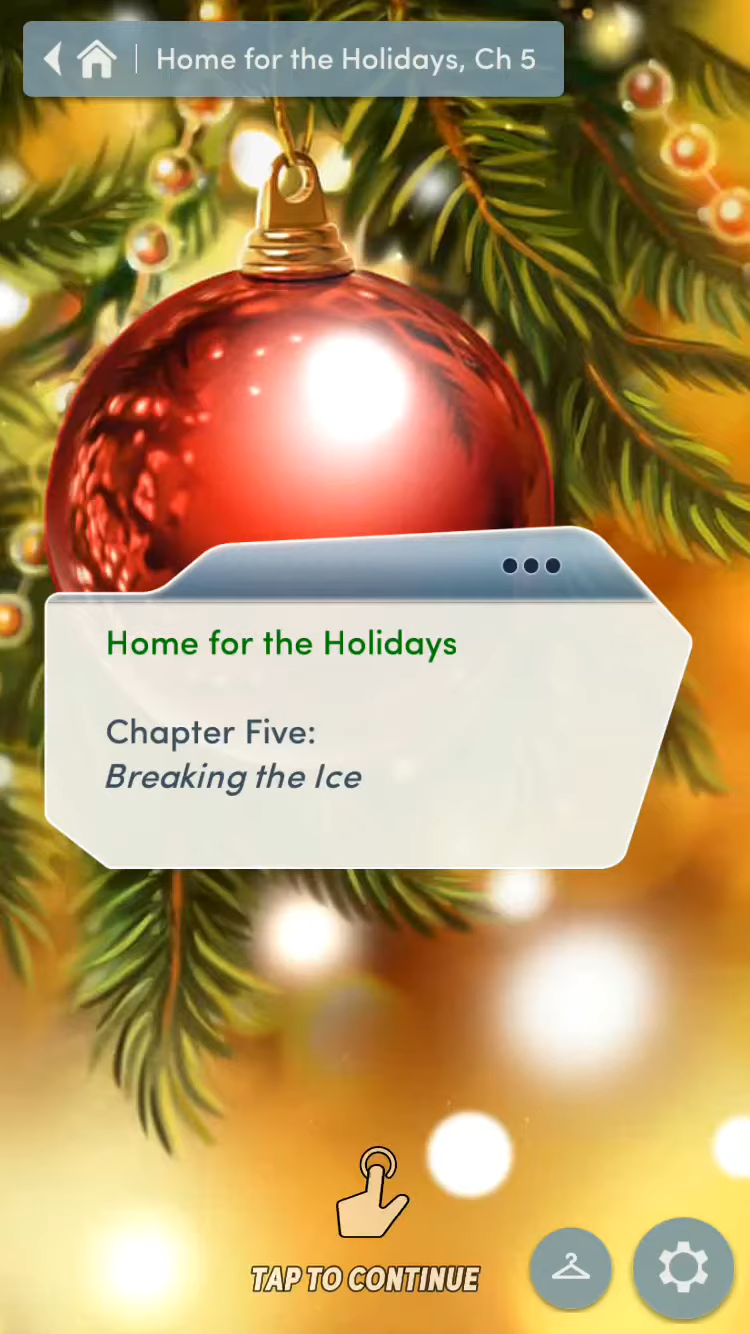 Home for the Holidays, Ch 5
Home for the Holidays
Chapter Five:
Breaking the Ice
TAP TO CONTINUE